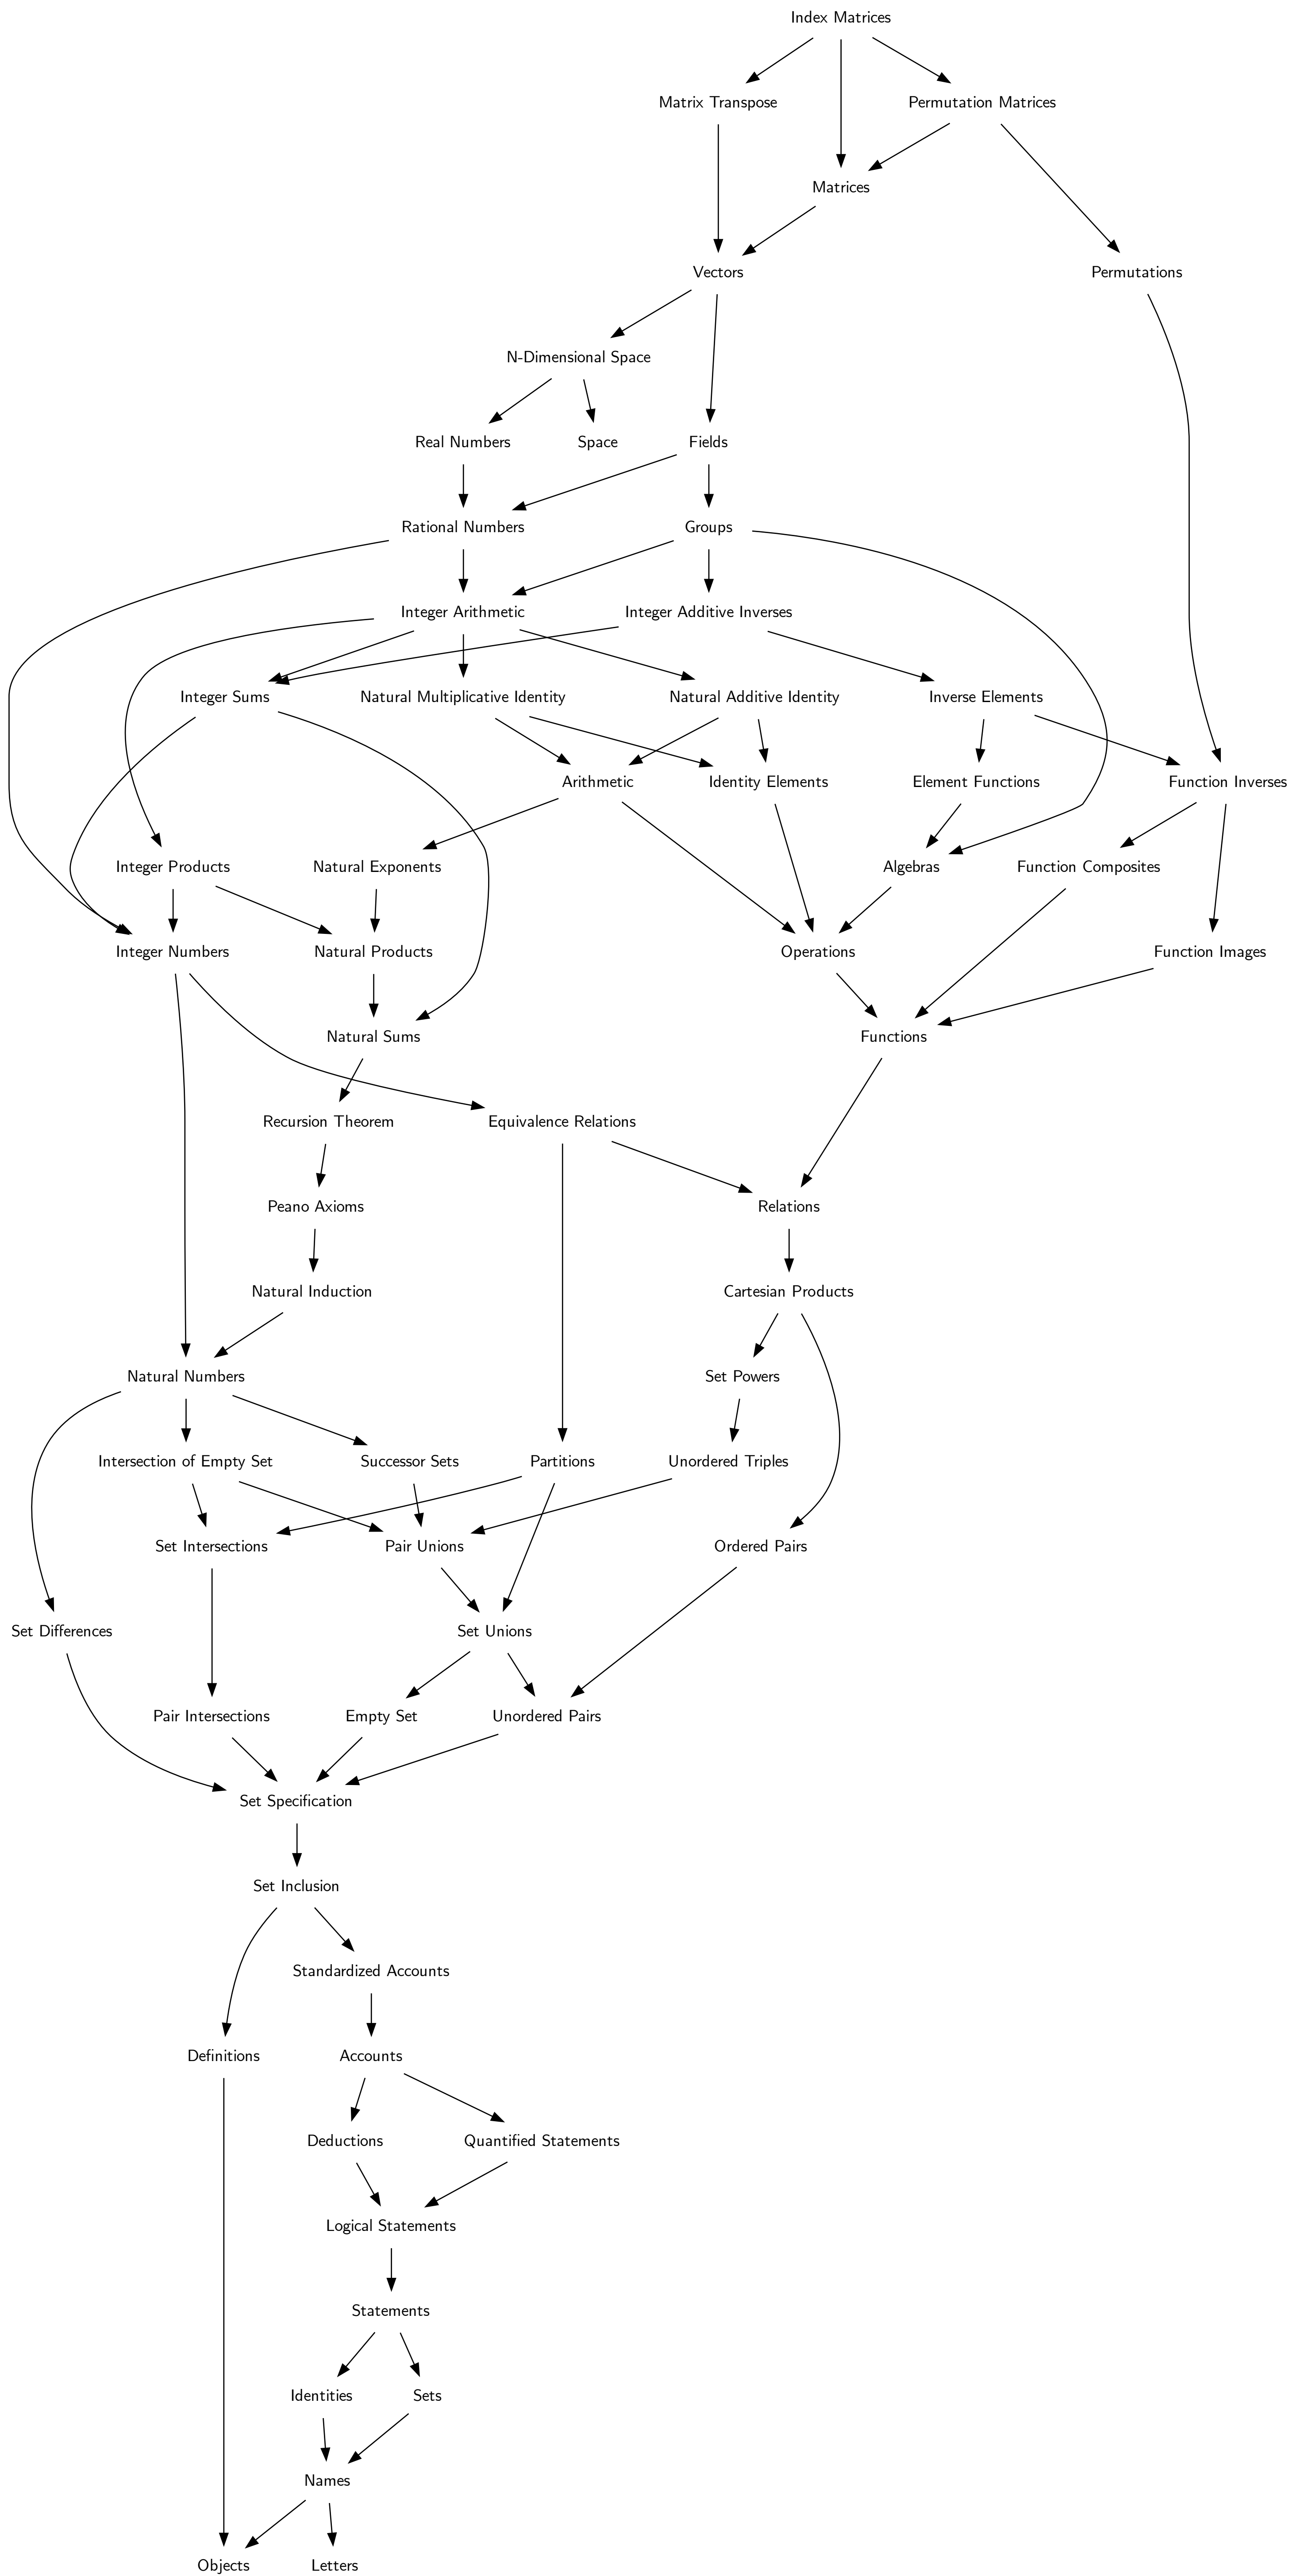 Index Matrices
Matrix Transpose
Permutation Matrices
Matrices
Vectors
Permutations
N-Dimensional Space
Real Numbers
Space
Fields
Rational Numbers
Groups
Integer Arithmetic
Integer Additive Inverses
Integer Sums
Natural Multiplicative Identity
Natural Additive Identity
Inverse Elements
Arithmetic
Identity Elements
Element Functions
Function Inverses
Integer Products
Natural Exponents
Algebras
Function Composites
Integer Numbers
Natural Products
Operations
Function Images
Natural Sums
Functions
Recursion Theorem
Equivalence Relations
Peano Axioms
Relations
Natural Induction
Cartesian Products
Natural Numbers
Set Powers
Intersection of Empty Set
Successor Sets
Partitions
Unordered Triples
Set Intersections
Pair Unions
Ordered Pairs
Set Differences
Set Unions
Pair Intersections
Empty Set
Unordered Pairs
Set Specification
Set Inclusion
Standardized Accounts
Definitions
Accounts
Deductions
Quantified Statements
Logical Statements
Statements
Identities
Sets
Names
Objects
Letters